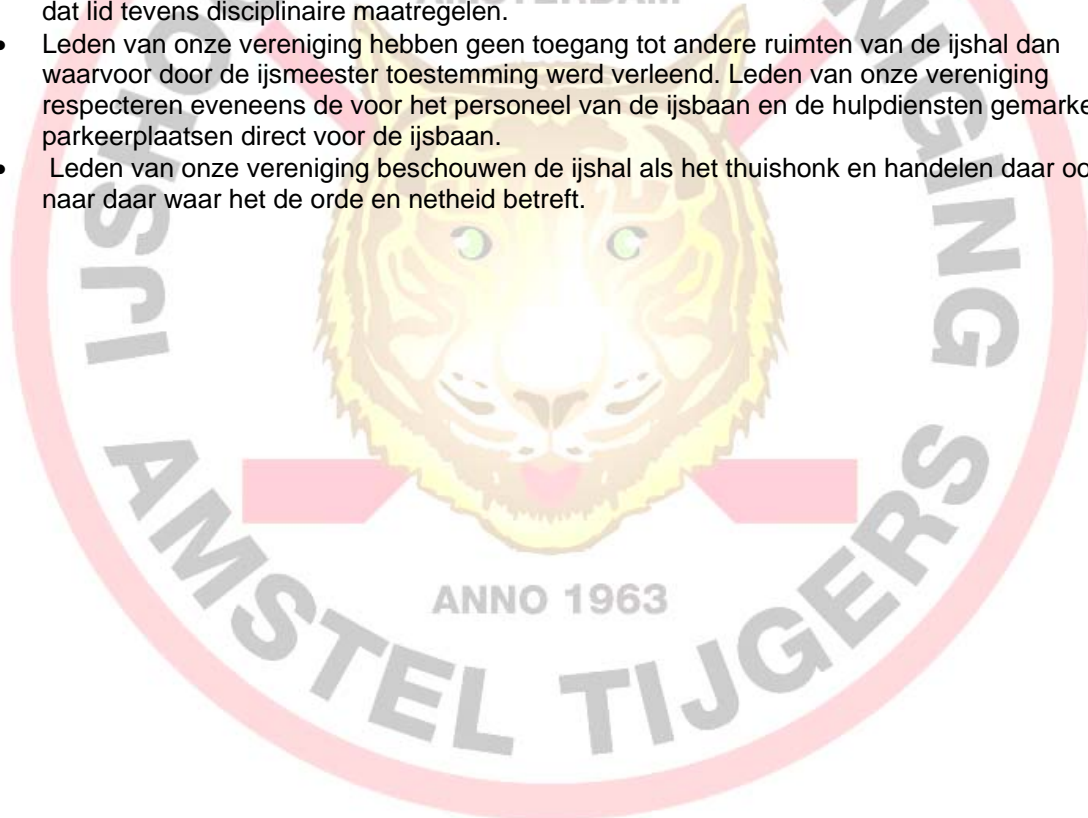 dat lid tevens disciplinaire maatregelen.
AMSTERDAM
• Leden van onze vereniging hebben geen toegang tot andere ruimten van de ijshal dan
waarvoor door de ijsmeester toestemming werd verleend. Leden van onze vereniging
respecteren eveneens de voor het personeel van de ijsbaan en de hulpdiensten gemarke
parkeerplaatsen direct voor de ijsbaan.
• Leden van onze vereniging beschouwen de ijshal als het thuishonk en handelen daar oo
naar daar waar het de orde en netheid betreft.
ANNO 1963
AMSTEL TIJGERS